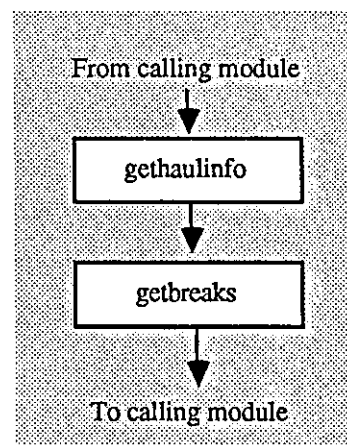 From calling module
gethaulinfo
getbreaks
To calling module